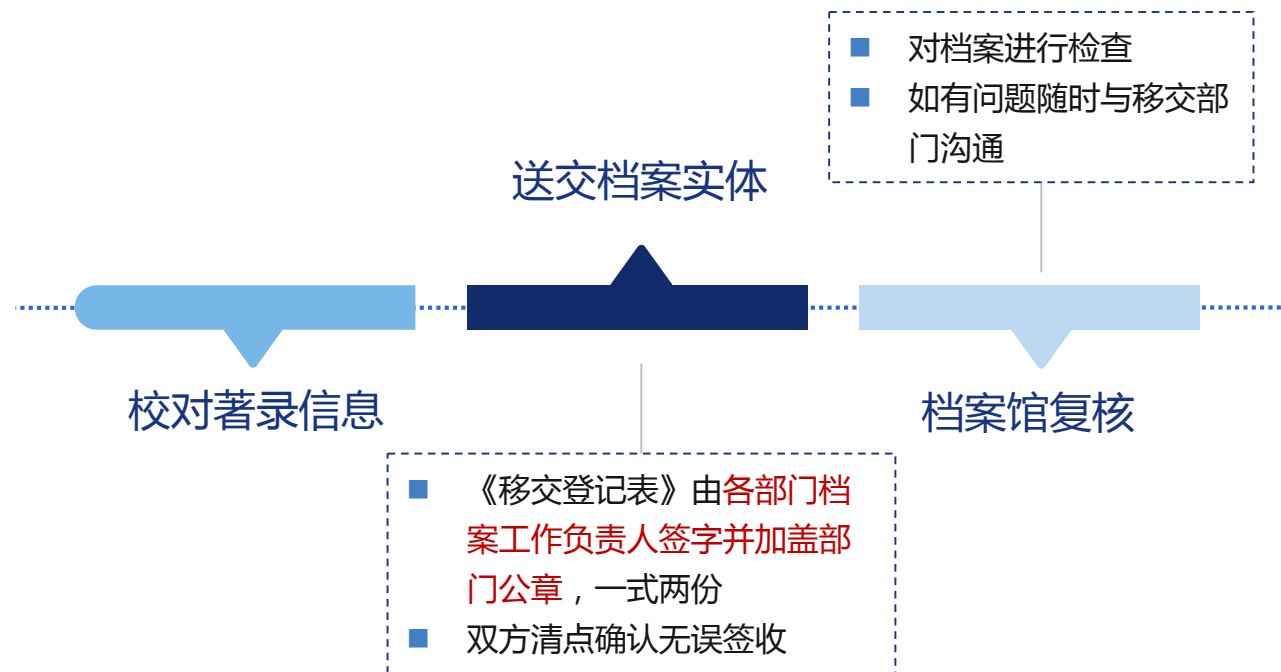 对档案进行检查
如有问题随时与移交部
门沟通
送交档案实体
校对著录信息
档案馆复核
《移交登记表》由各部门档
案工作负责人签字并加盖部
门公章，一式两份
双方清点确认无误签收